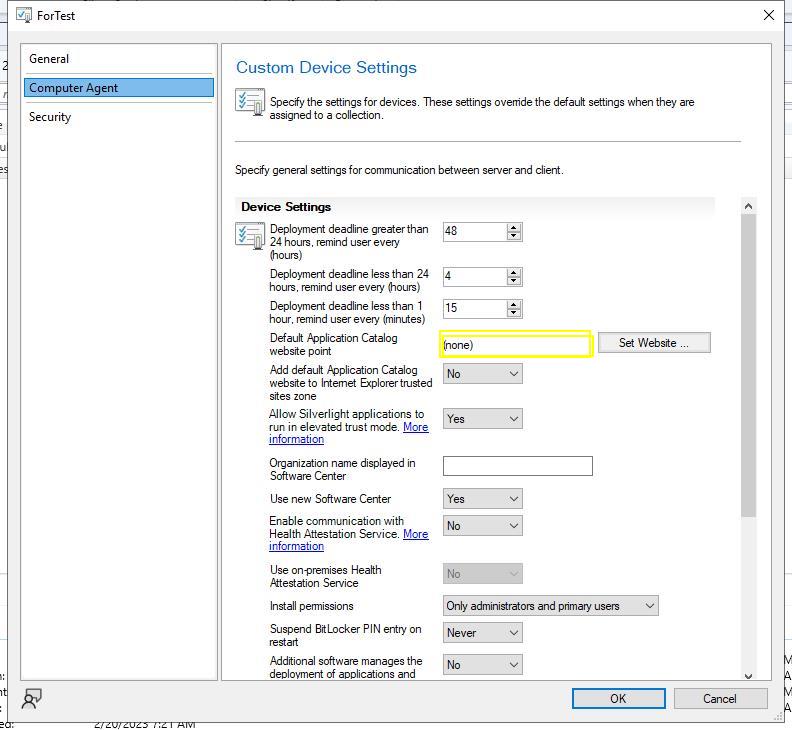 ForTest
General
Computer Agent
Security
Custom Device Settings
Specify the settings for devices. These settings override the default settings when they are
assigned to a collection.
Specify general settings for communication between server and client.
Device Settings
Deployment deadline greater than
24 hours, remind user every
(hours)
48
Deployment deadline less than 24
hours, remind user every (hours)
4
Deployment deadline less than 1
hour, remind user every (minutes)
15
Default Application Catalog
website point
(none)
Set Website ...
Add default Application Catalog
website to Internet Explorer trusted
sites zone
No
Allow Silverlight applications to
run in elevated trust mode. More
information
Yes
Organization name displayed in
Software Center
Use new Software Center
Yes
Enable communication with
Health Attestation Service. More
information
No
Use on-premises Health
Attestation Service
No
Install permissions
Only administrators and primary users
Suspend BitLocker PIN entry on
restart
Never
Additional software manages the
deployment of applications and
No
OK
Cancel
2/20/2023 7:21 AM